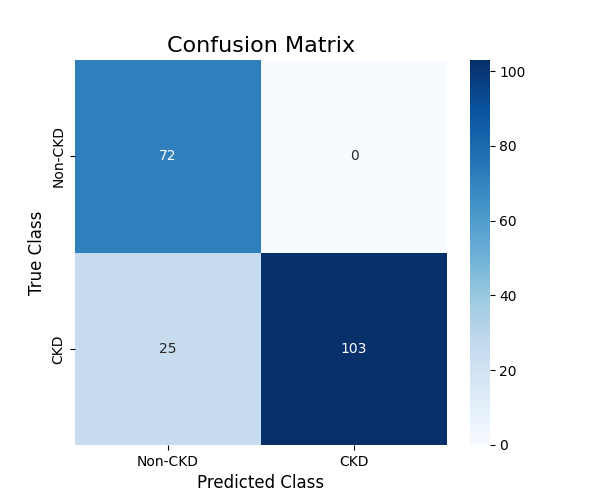 Confusion Matrix
True Class
Non-CKD
72
0
CKD
25
103
Non-CKD
CKD
Predicted Class
100
80
60
40
20
0